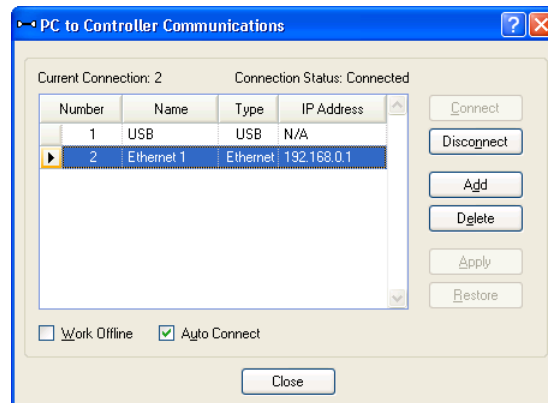 PC to Controller Communications
Current Connection: 2 Connection Status: Connected
Number Name Type IP Address Connect
1 USB USB N/A Disconnect
2 Ethernet 1 Ethernet 192.168.0.1
Add
Delete
Apply
Restore
Work Offline Auto Connect
Close